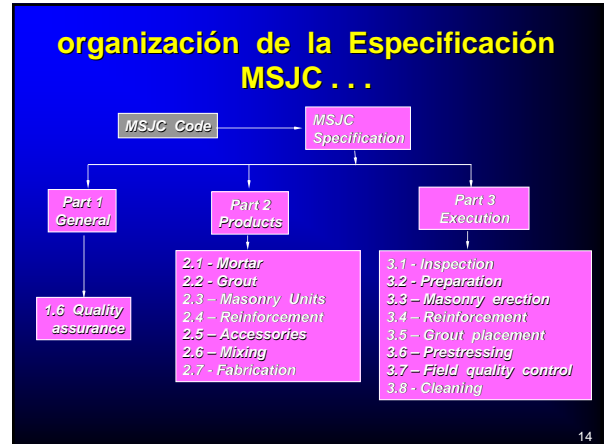 organización de la Especificación
MSJC . . .
MSJC Code
MSJC
Specification
Part 1
General
Part 2
Products
Part 3
Execution
1.6 Quality
assurance
2.1 - Mortar
2.2 - Grout
2.3 – Masonry Units
2.4 – Reinforcement
2.5 – Accessories
2.6 – Mixing
2.7 - Fabrication
3.1 - Inspection
3.2 - Preparation
3.3 – Masonry erection
3.4 - Reinforcement
3.5 – Grout placement
3.6 – Prestressing
3.7 – Field quality control
3.8 - Cleaning
14